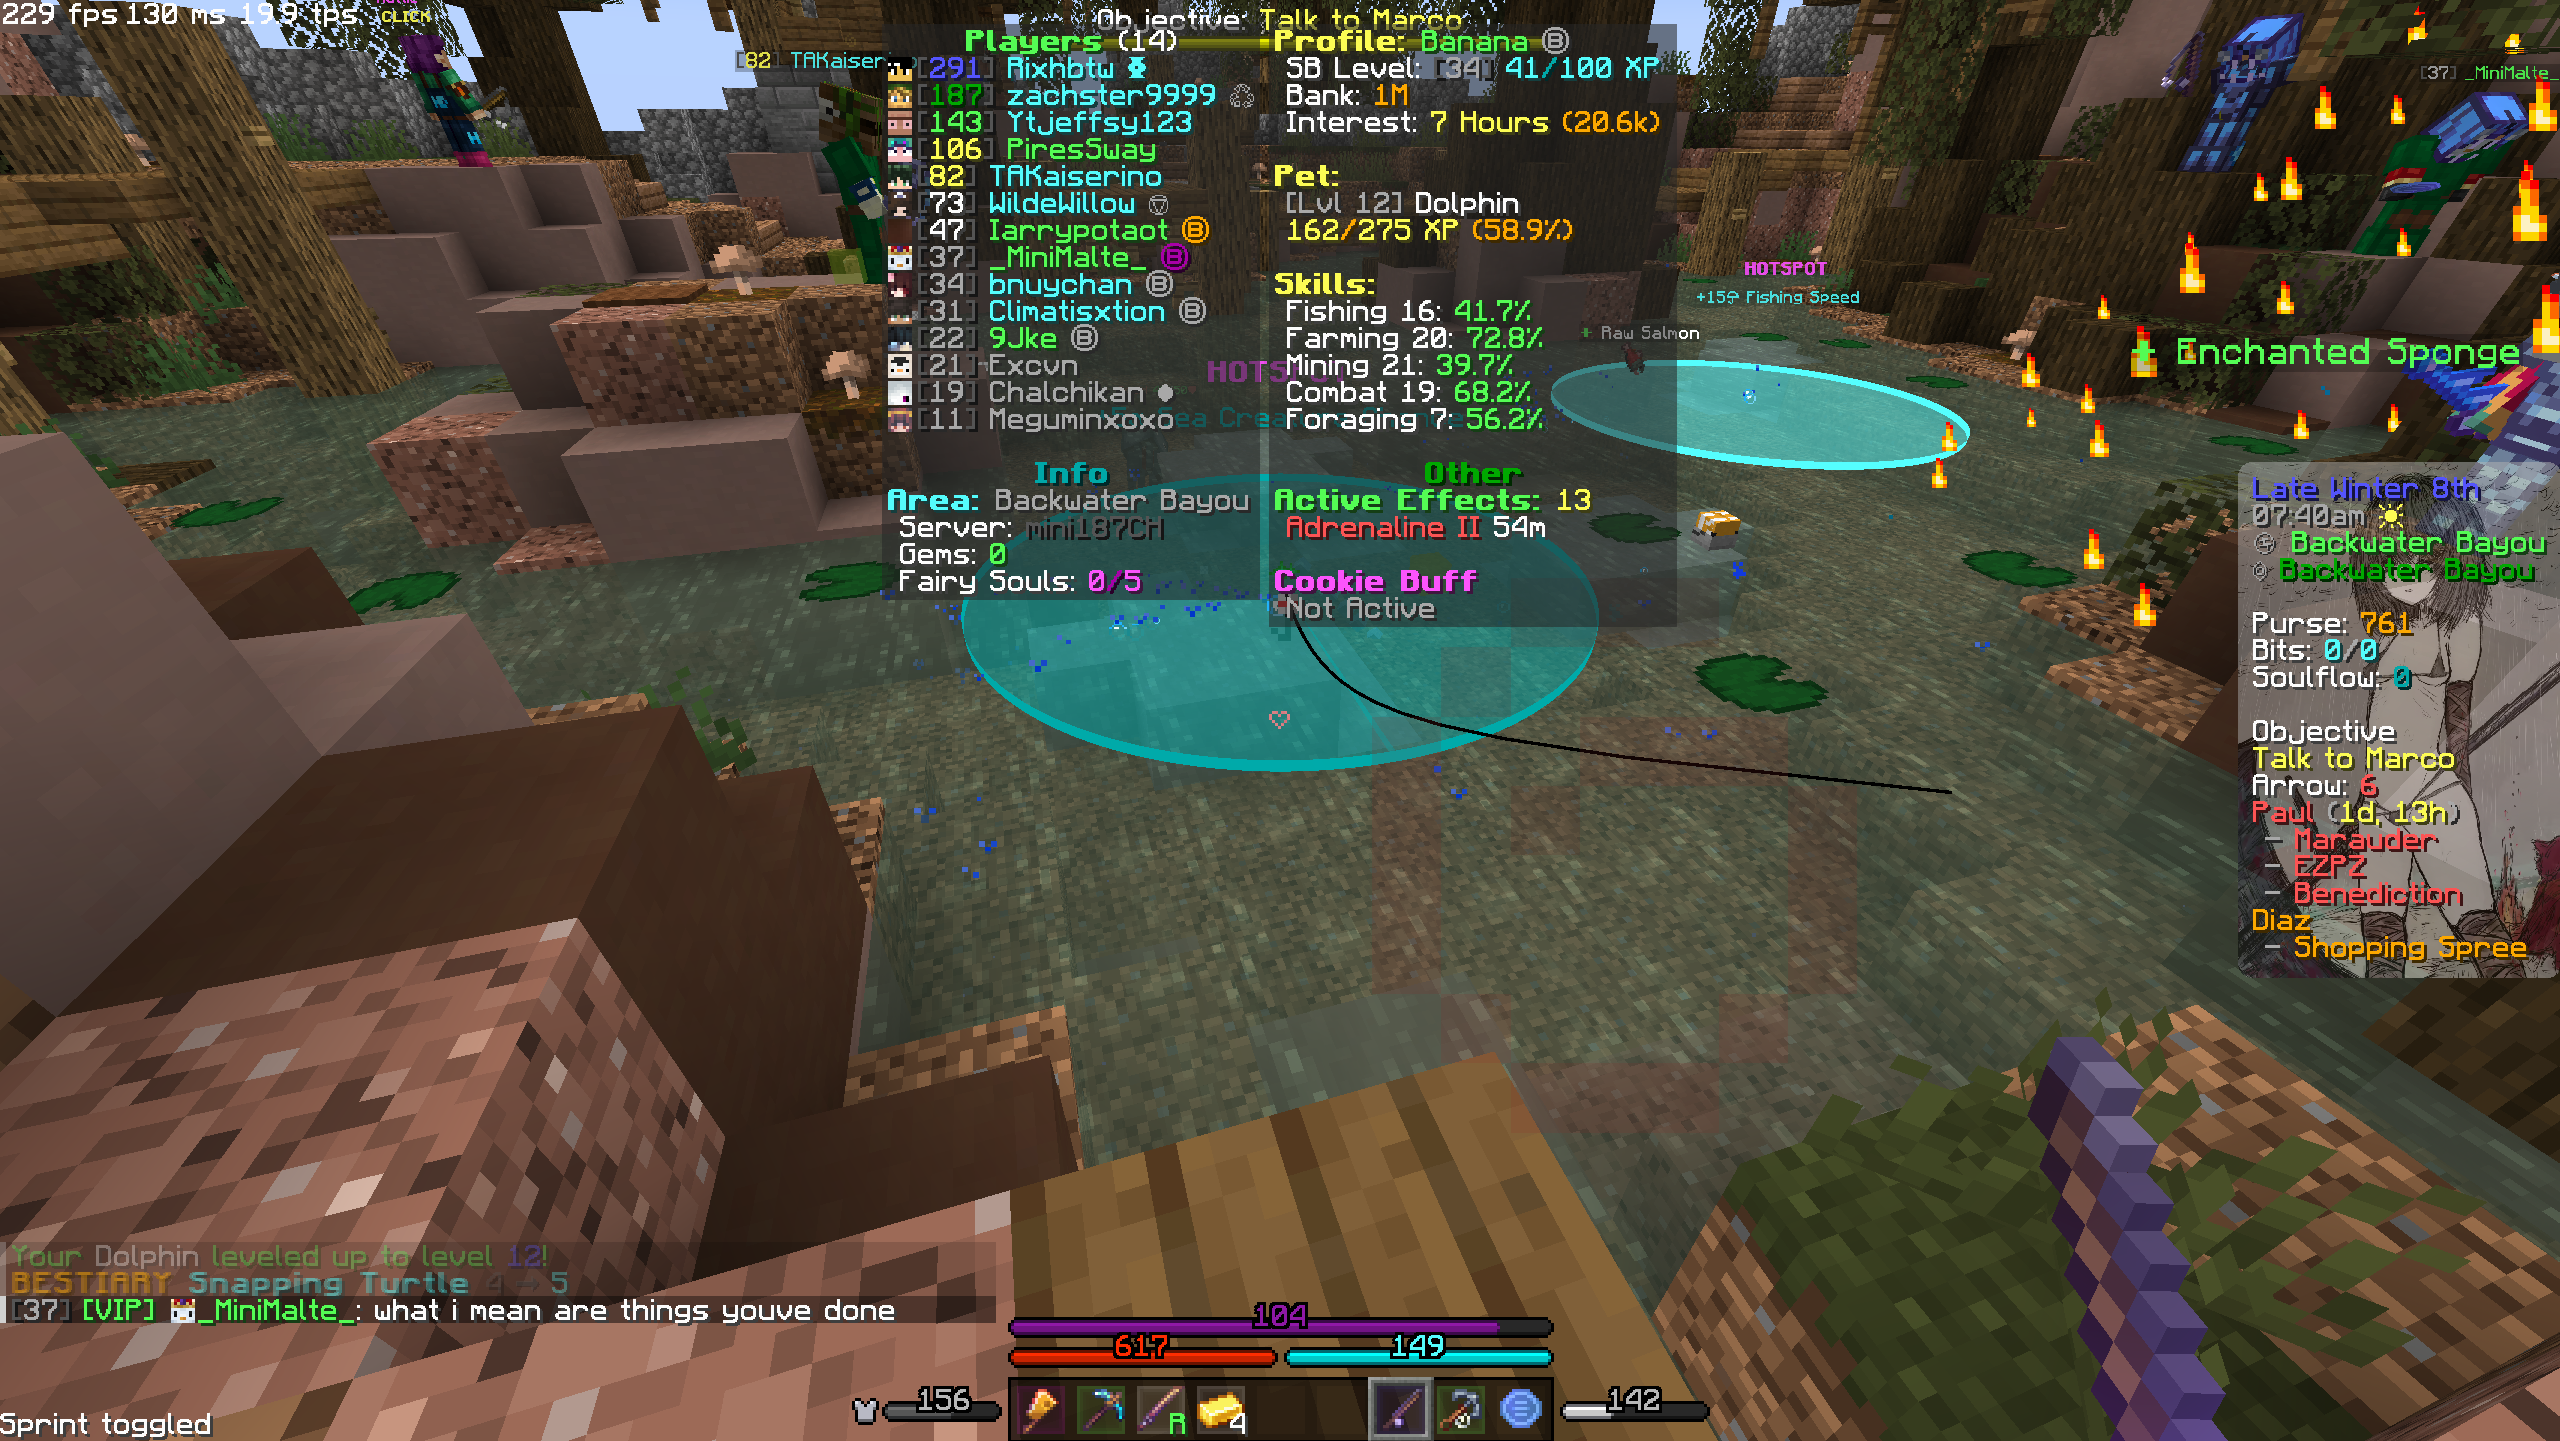 229 fps 130 ms 19.9 tps
CLICK
Objective: Talk to Marco
[82] TAKaiser
Players (14)
[291] Rixhbtw
[187] zachster9999
[143] Ytjeffsy123
[106] PiresSway
[82] TAKaiserino
[73] WildeWillow
[47] Iarrypotaot B
[37] _MiniMalte_ B
[34] bnuychan B
[31] Climatisxtion B
[22] 9Jke B
[21] Excvn
[19] Chalchikan
[11] Meguminxoxo
Info
Area: Backwater Bayou
Server: mini187CH
Gems: 0
Fairy Souls: 0/5
Profile: Banana B
SB Level: [34] 41/100 XP
Bank: 1M
Interest: 7 Hours (20.6k)
Pet:
[Lvl 12] Dolphin
162/275 XP (58.9%)
Skills:
Fishing 16: 41.7%
Farming 20: 72.8%
Mining 21: 39.7%
Combat 19: 68.2%
Foraging 7: 56.2%
Other
Active Effects: 13
Adrenaline II 54m
Cookie Buff
Not Active
HOTSPOT
HOTSPOT
+15 Fishing Speed
+ Raw Salmon
[37] _MiniMalte_
+ Enchanted Sponge
Late Winter 8th
07:40am
Backwater Bayou
Backwater Bayou
Purse: 761
Bits: 0/0
Soulflow: 0
Objective
Talk to Marco
Arrow: 6
Paul (1d, 13h)
- Marauder
- EZPZ
- Benediction
Diaz
- Shopping Spree
Your Dolphin leveled up to level 12!
BESTIARY Snapping Turtle 4 → 5
[37] [VIP] _MiniMalte_: what i mean are things youve done
Sprint toggled
104
617
149
156
R
4
142